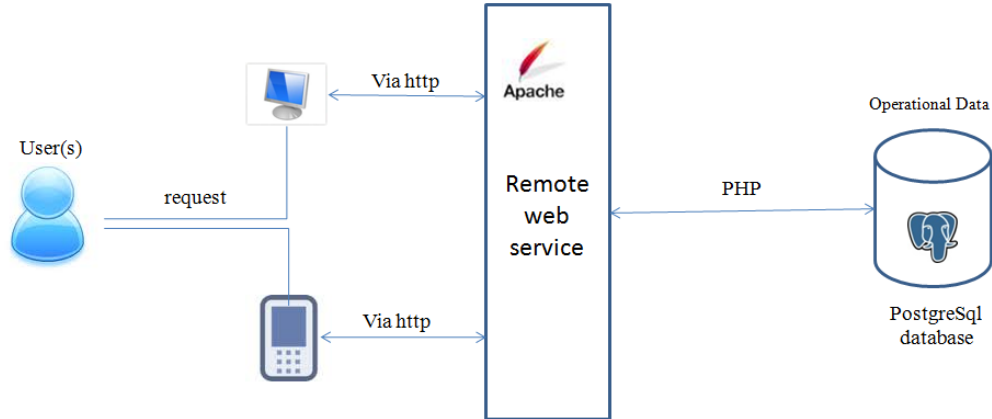 User(s)
request
Via http
Via http
Apache
Remote
web
service
PHP
Operational Data
PostgreSql
database